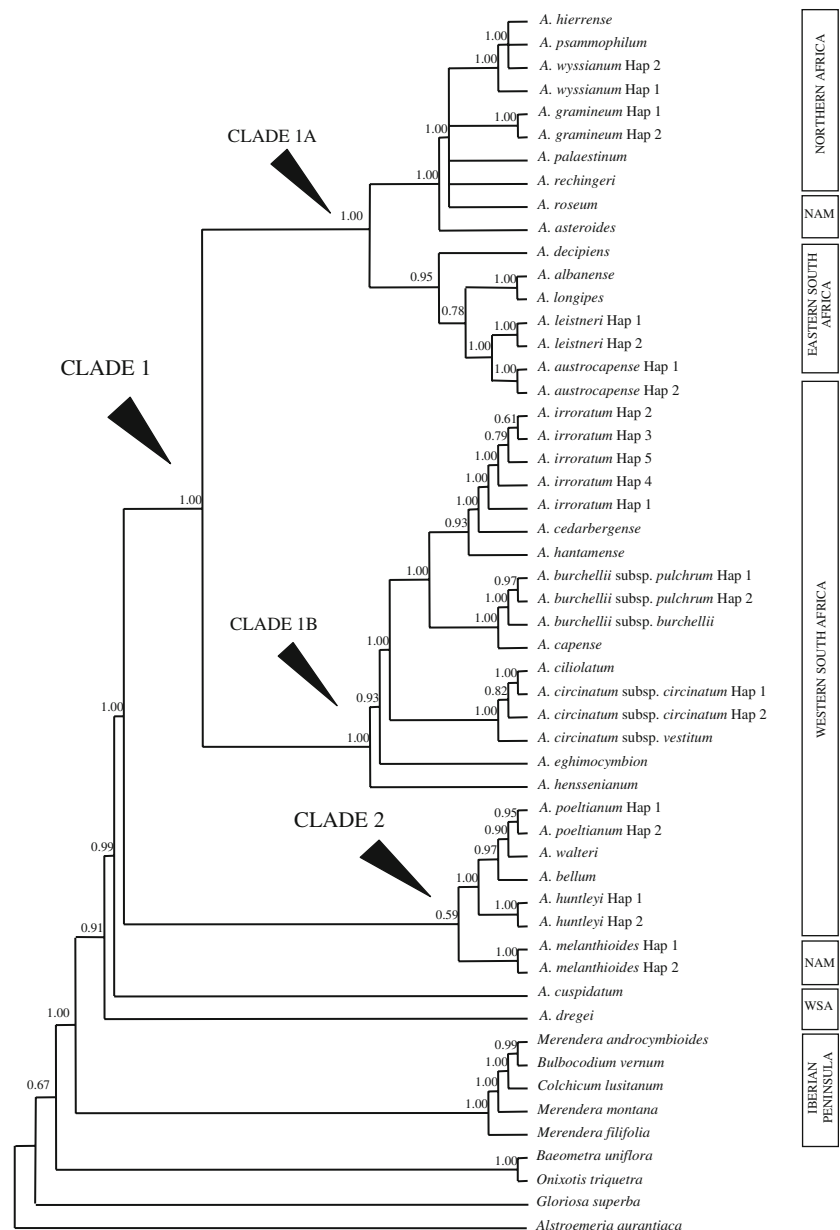 A. hierrense
1.00
A. psammophilum
1.00
A. wyssianum Hap 2
A. wyssianum Hap 1
A. gramineum Hap 1
1.00
A. gramineum Hap 2
CLADE 1A
1.00
A. palaestinum
1.00
A. rechingeri
NORTHERN AFRICA
A. roseum
1.00
A. asteroides
NAM
A. decipiens
0.95
A. albanense
1.00
A. longipes
0.78
A. leistneri Hap 1
1.00
A. leistneri Hap 2
1.00
A. austrocapense Hap 1
1.00
EASTERN SOUTH
AFRICA
CLADE 1
A. austrocapense Hap 2
A. irroratum Hap 2
0.61
A. irroratum Hap 3
0.79
A. irroratum Hap 5
1.00
A. irroratum Hap 4
1.00
1.00
A. irroratum Hap 1
1.00
A. cedarbergense
0.93
A. hantamense
A. burchellii subsp. pulchrum Hap 1
0.97
1.00
A. burchellii subsp. pulchrum Hap 2
1.00
A. burchellii subsp. burchellii
1.00
CLADE 1B
A. capense
1.00
A. ciliolatum
1.00
A. circinatum subsp. circinatum Hap 1
0.82
0.93
A. circinatum subsp. circinatum Hap 2
1.00
1.00
A. circinatum subsp. vestitum
1.00
A. eghimocymbion
A. henssenianum
WESTERN SOUTH AFRICA
CLADE 2
A. poeltianum Hap 1
0.95
A. poeltianum Hap 2
0.90
0.99
A. walteri
0.97
A. bellum
1.00
A. huntleyi Hap 1
1.00
0.59
A. huntleyi Hap 2
0.91
A. melanthioides Hap 1
1.00
A. melanthioides Hap 2
NAM
A. cuspidatum
A. dregei
WSA
1.00
Merendera androcymbioides
0.99
Bulbocodium vernum
1.00
Colchicum lusitanum
1.00
0.67
Merendera montana
1.00
Merendera filifolia
IBERIAN
PENINSULA
Baeometra uniflora
1.00
Onixotis triquetra
Gloriosa superba
Alstroemeria aurantiaca